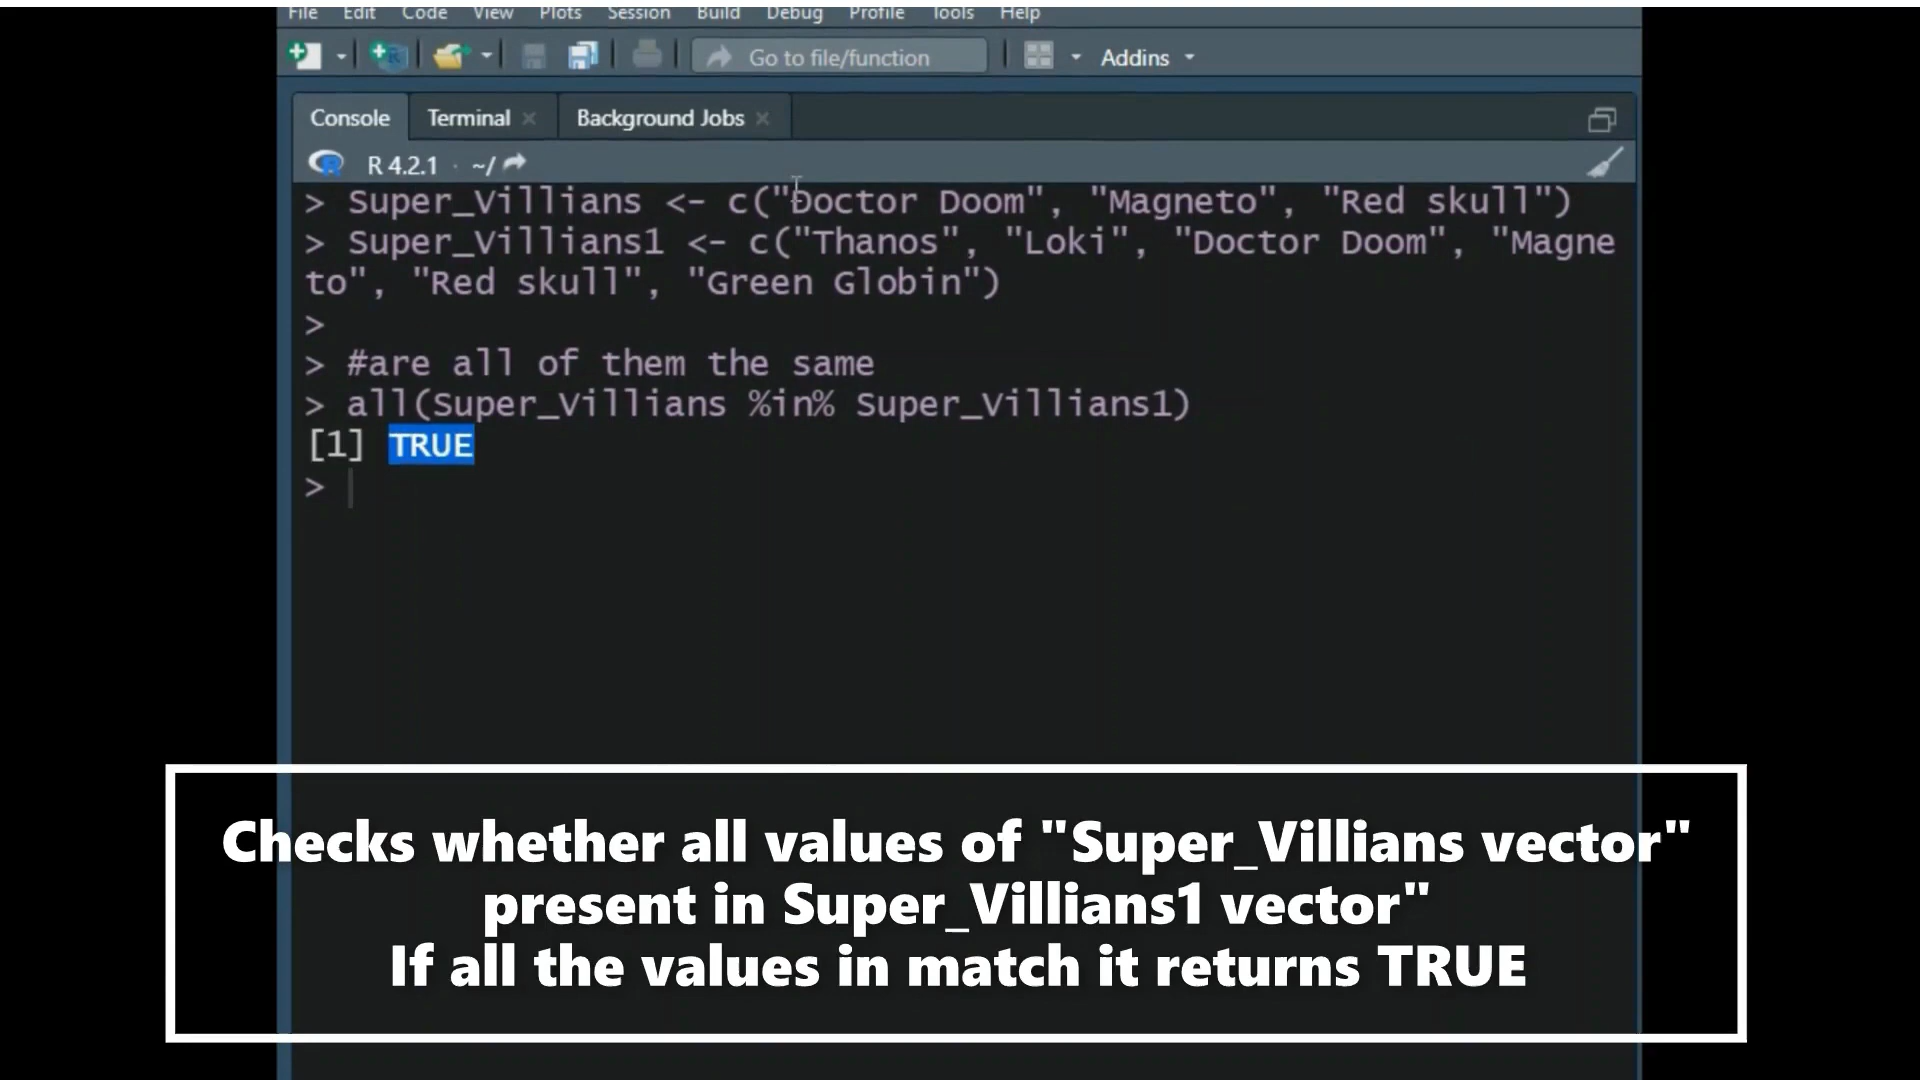 File Edit Code View Plots Session Build Debug Profile Tools Help
Go to file/function Addins
Console Terminal Background Jobs
R 4.2.1 · ~/
> Super_Villians <- c("Doctor Doom", "Magneto", "Red skull")
> Super_Villians1 <- c("Thanos", "Loki", "Doctor Doom", "Magne
to", "Red skull", "Green Globin")
>
> #are all of them the same
> all(Super_Villians %in% Super_Villians1)
[1] TRUE
>
Checks whether all values of "Super_Villians vector"
present in Super_Villians1 vector"
If all the values in match it returns TRUE